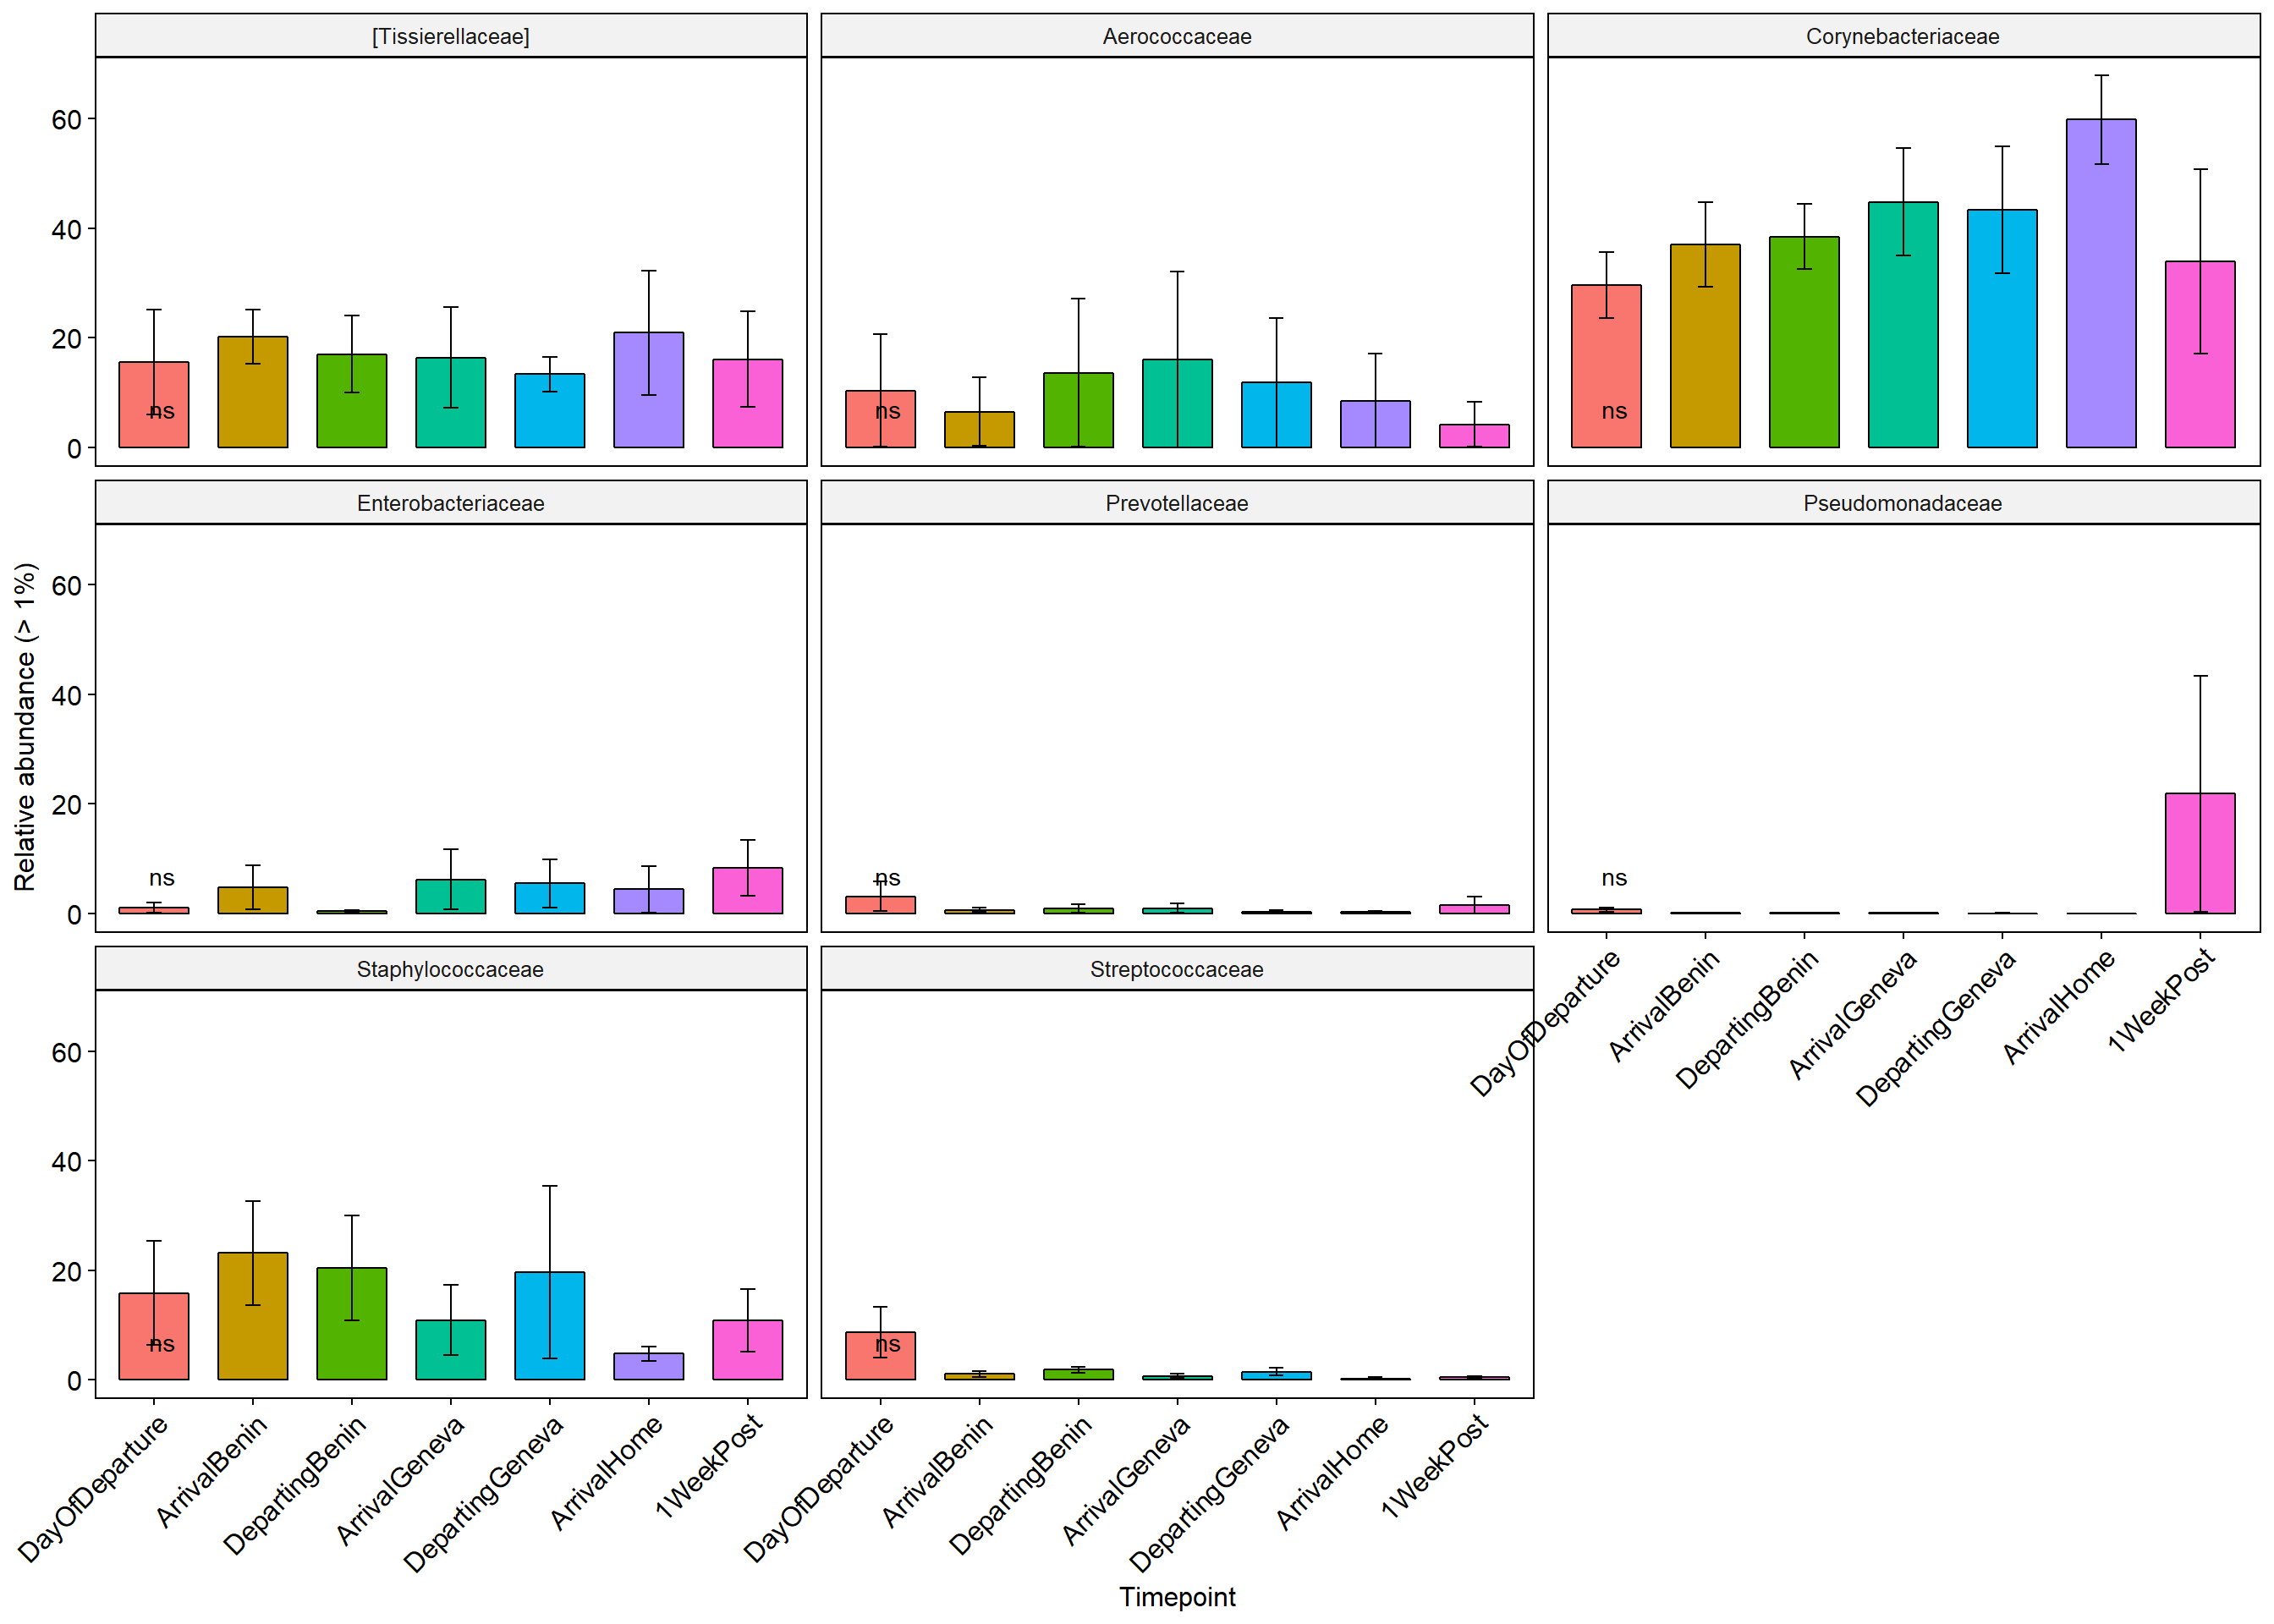 [Tissierellaceae]
Aerococcaceae
Corynebacteriaceae
60
40
20
0
ns
ns
ns
Enterobacteriaceae
Prevotellaceae
Pseudomonadaceae
Relative abundance (> 1%)
60
40
20
0
ns
ns
ns
DayOfDeparture
ArrivalBenin
DepartingBenin
ArrivalGeneva
DepartingGeneva
ArrivalHome
1WeekPost
Staphylococcaceae
Streptococcaceae
60
40
20
0
ns
ns
DayOfDeparture
ArrivalBenin
DepartingBenin
ArrivalGeneva
DepartingGeneva
ArrivalHome
1WeekPost
DayOfDeparture
ArrivalBenin
DepartingBenin
ArrivalGeneva
DepartingGeneva
ArrivalHome
1WeekPost
Timepoint